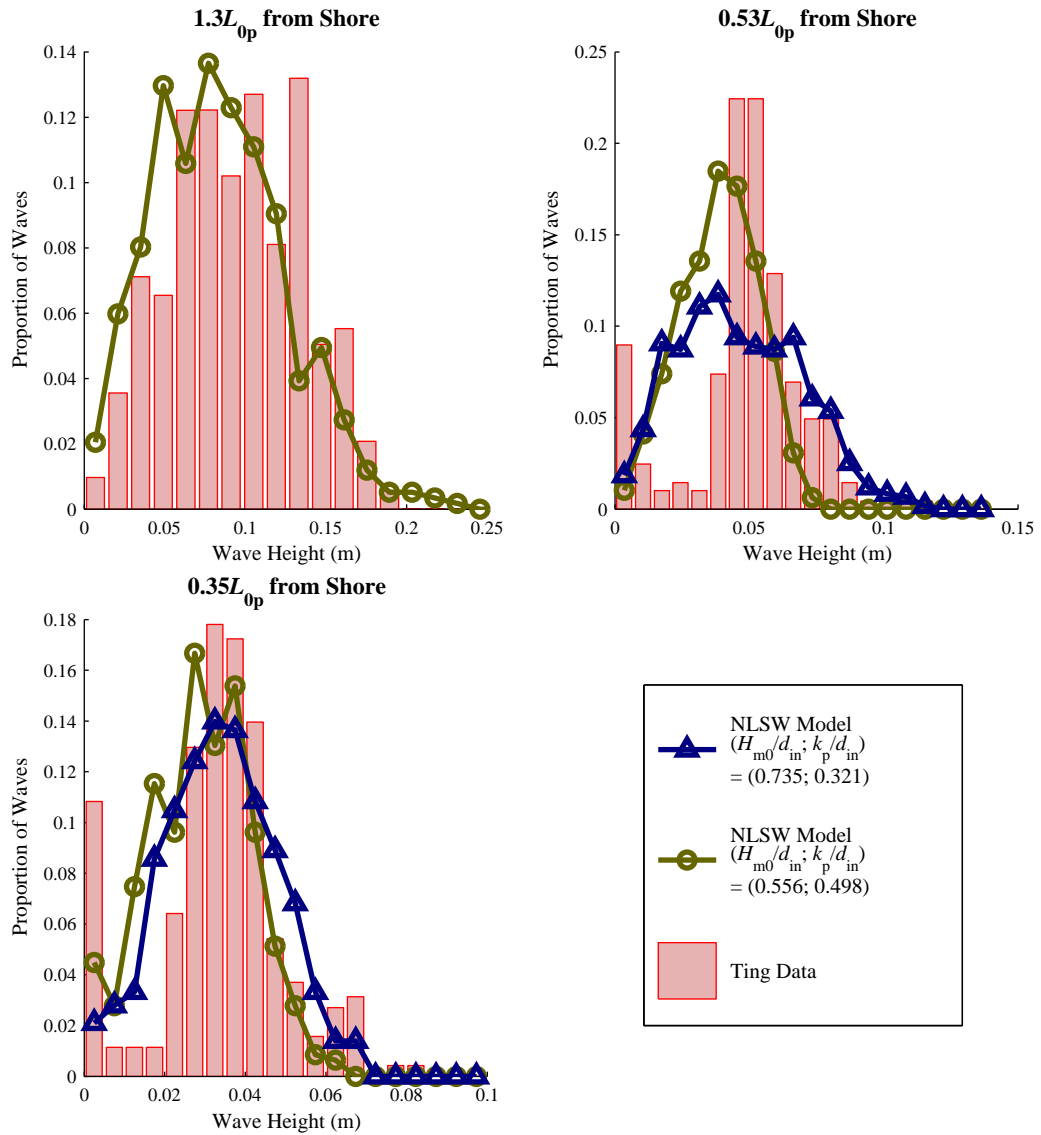 1.3L0p from Shore
0.14
0.12
0.1
0.08
0.06
0.04
0.02
0
Proportion of Waves
0 0.05 0.1 0.15 0.2 0.25
Wave Height (m)
0.53L0p from Shore
0.25
0.2
0.15
0.1
0.05
0
Proportion of Waves
0 0.05 0.1 0.15
Wave Height (m)
0.35L0p from Shore
0.18
0.16
0.14
0.12
0.1
0.08
0.06
0.04
0.02
0
Proportion of Waves
0 0.02 0.04 0.06 0.08 0.1
Wave Height (m)
NLSW Model
(Hm0/din; kp/din)
= (0.735; 0.321)
NLSW Model
(Hm0/din; kp/din)
= (0.556; 0.498)
Ting Data